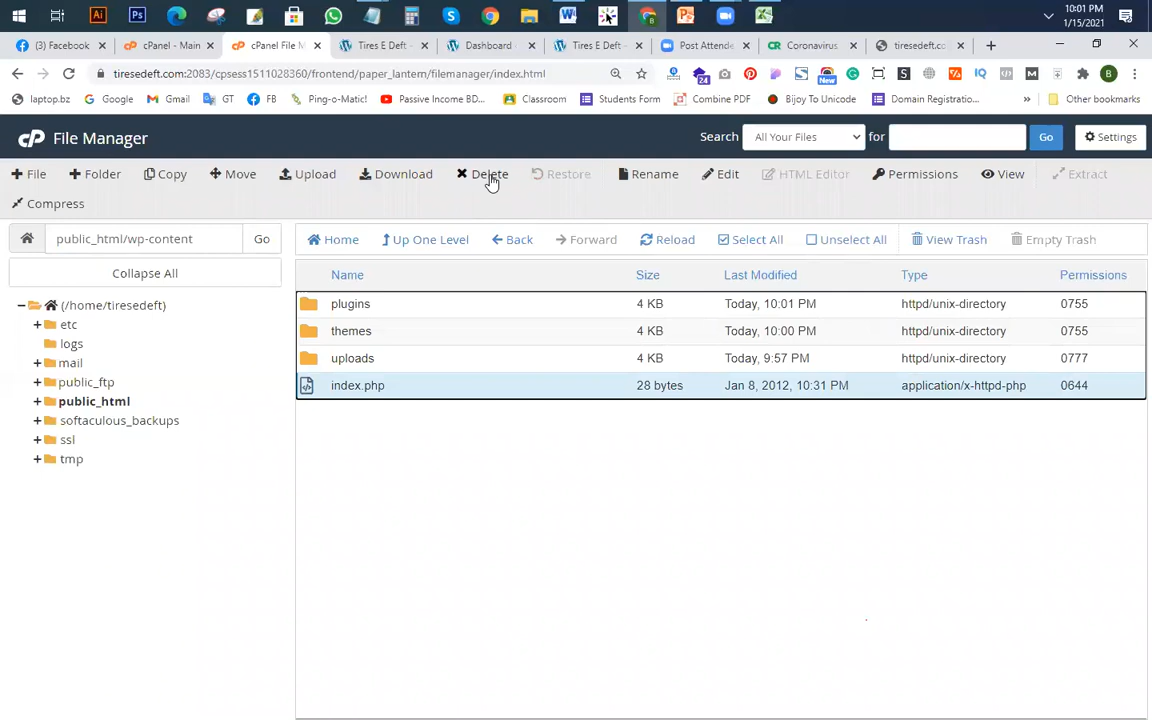 10:01 PM
1/15/2021
(3) Facebook
cPanel - Main
cPanel File M
Tires E Deft -
Dashboard
Tires E Deft -
Post Attende
Coronavirus
tiresedeft.co
tiresedeft.com:2083/cpsess1511028360/frontend/paper_lantern/filemanager/index.html
24
New
B
laptop.bz
Google
Gmail
GT
FB
Ping-o-Matic!
Passive Income BD...
Classroom
Students Form
Combine PDF
Bijoy To Unicode
Domain Registratio...
»
Other bookmarks
cP File Manager
Search
All Your Files
for
Go
Settings
File
Folder
Copy
Move
Upload
Download
Delete
Restore
Rename
Edit
HTML Editor
Permissions
View
Extract
Compress
public_html/wp-content
Go
Home
Up One Level
Back
Forward
Reload
Select All
Unselect All
View Trash
Empty Trash
Collapse All
(/home/tiresedeft)
etc
logs
mail
public_ftp
public_html
softaculous_backups
ssl
tmp
Name Size Last Modified Type Permissions
plugins 4 KB Today, 10:01 PM httpd/unix-directory 0755
themes 4 KB Today, 10:00 PM httpd/unix-directory 0755
uploads 4 KB Today, 9:57 PM httpd/unix-directory 0777
index.php 28 bytes Jan 8, 2012, 10:31 PM application/x-httpd-php 0644